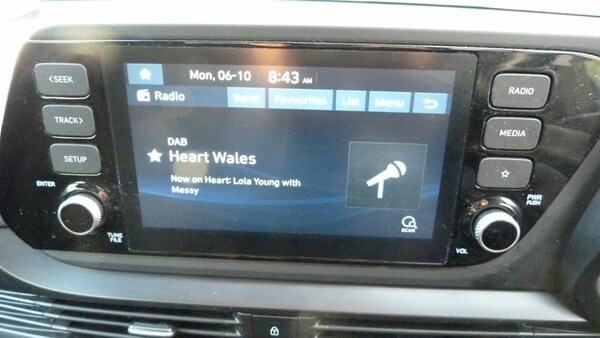 <SEEK
TRACK>
SETUP
ENTER
TUNE
FILE
Mon, 06-10 8:43 AM
Radio Band Favourites List Menu
DAB
Heart Wales
Now on Heart: Lola Young with
Messy
SCAN
RADIO
MEDIA
PWR
PUSH
VOL